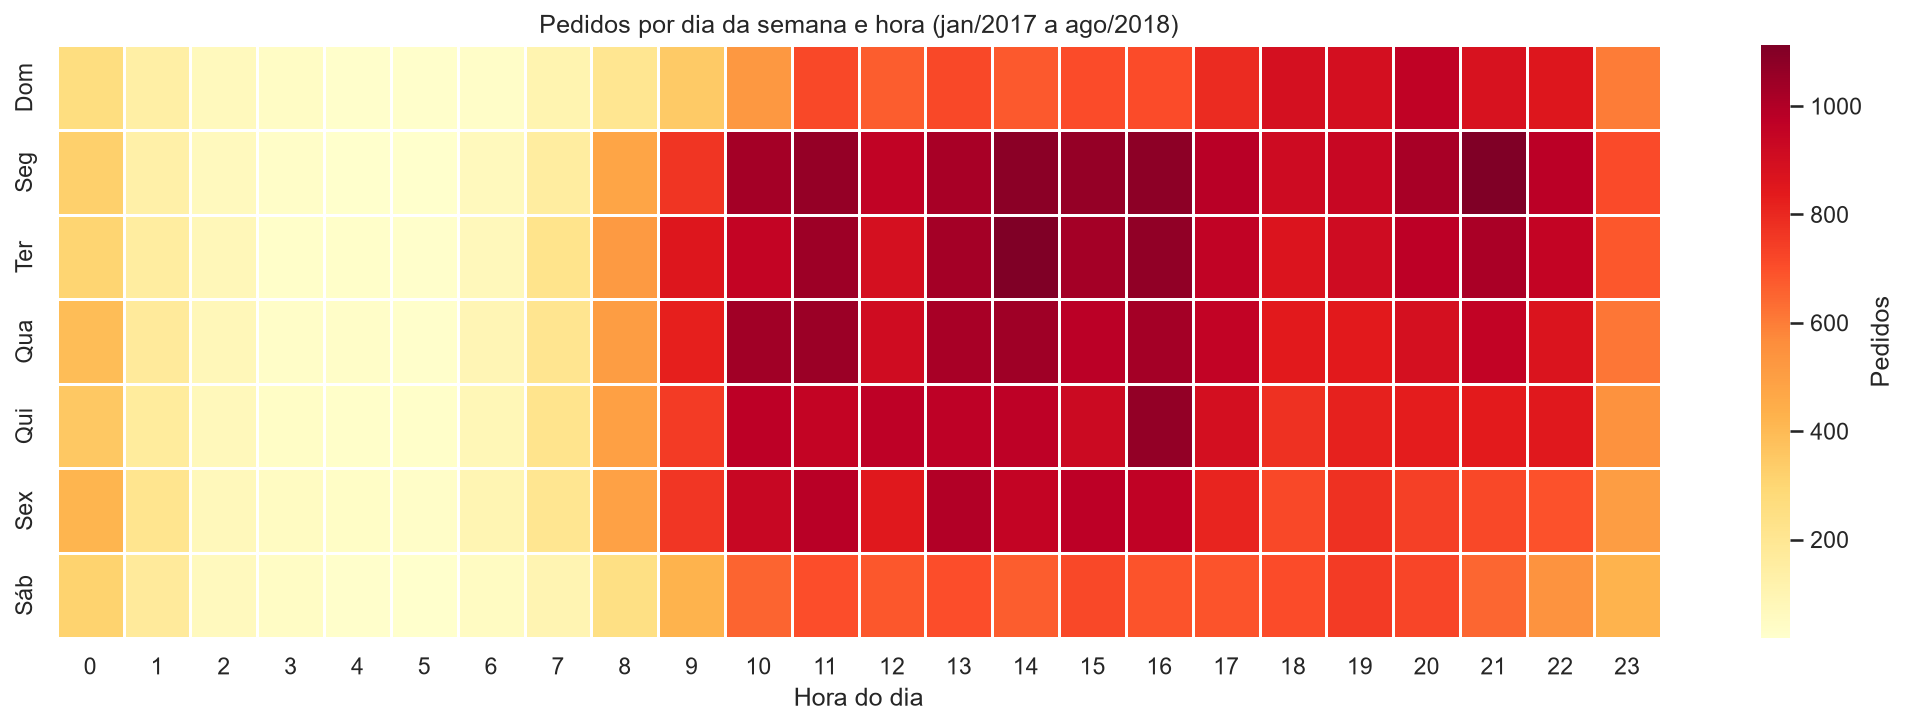 Pedidos por dia da semana e hora (jan/2017 a ago/2018)
Dom
Seg
Ter
Qua
Qui
Sex
Sáb
0 1 2 3 4 5 6 7 8 9 10 11 12 13 14 15 16 17 18 19 20 21 22 23
Hora do dia
1000
800
600
400
200
Pedidos